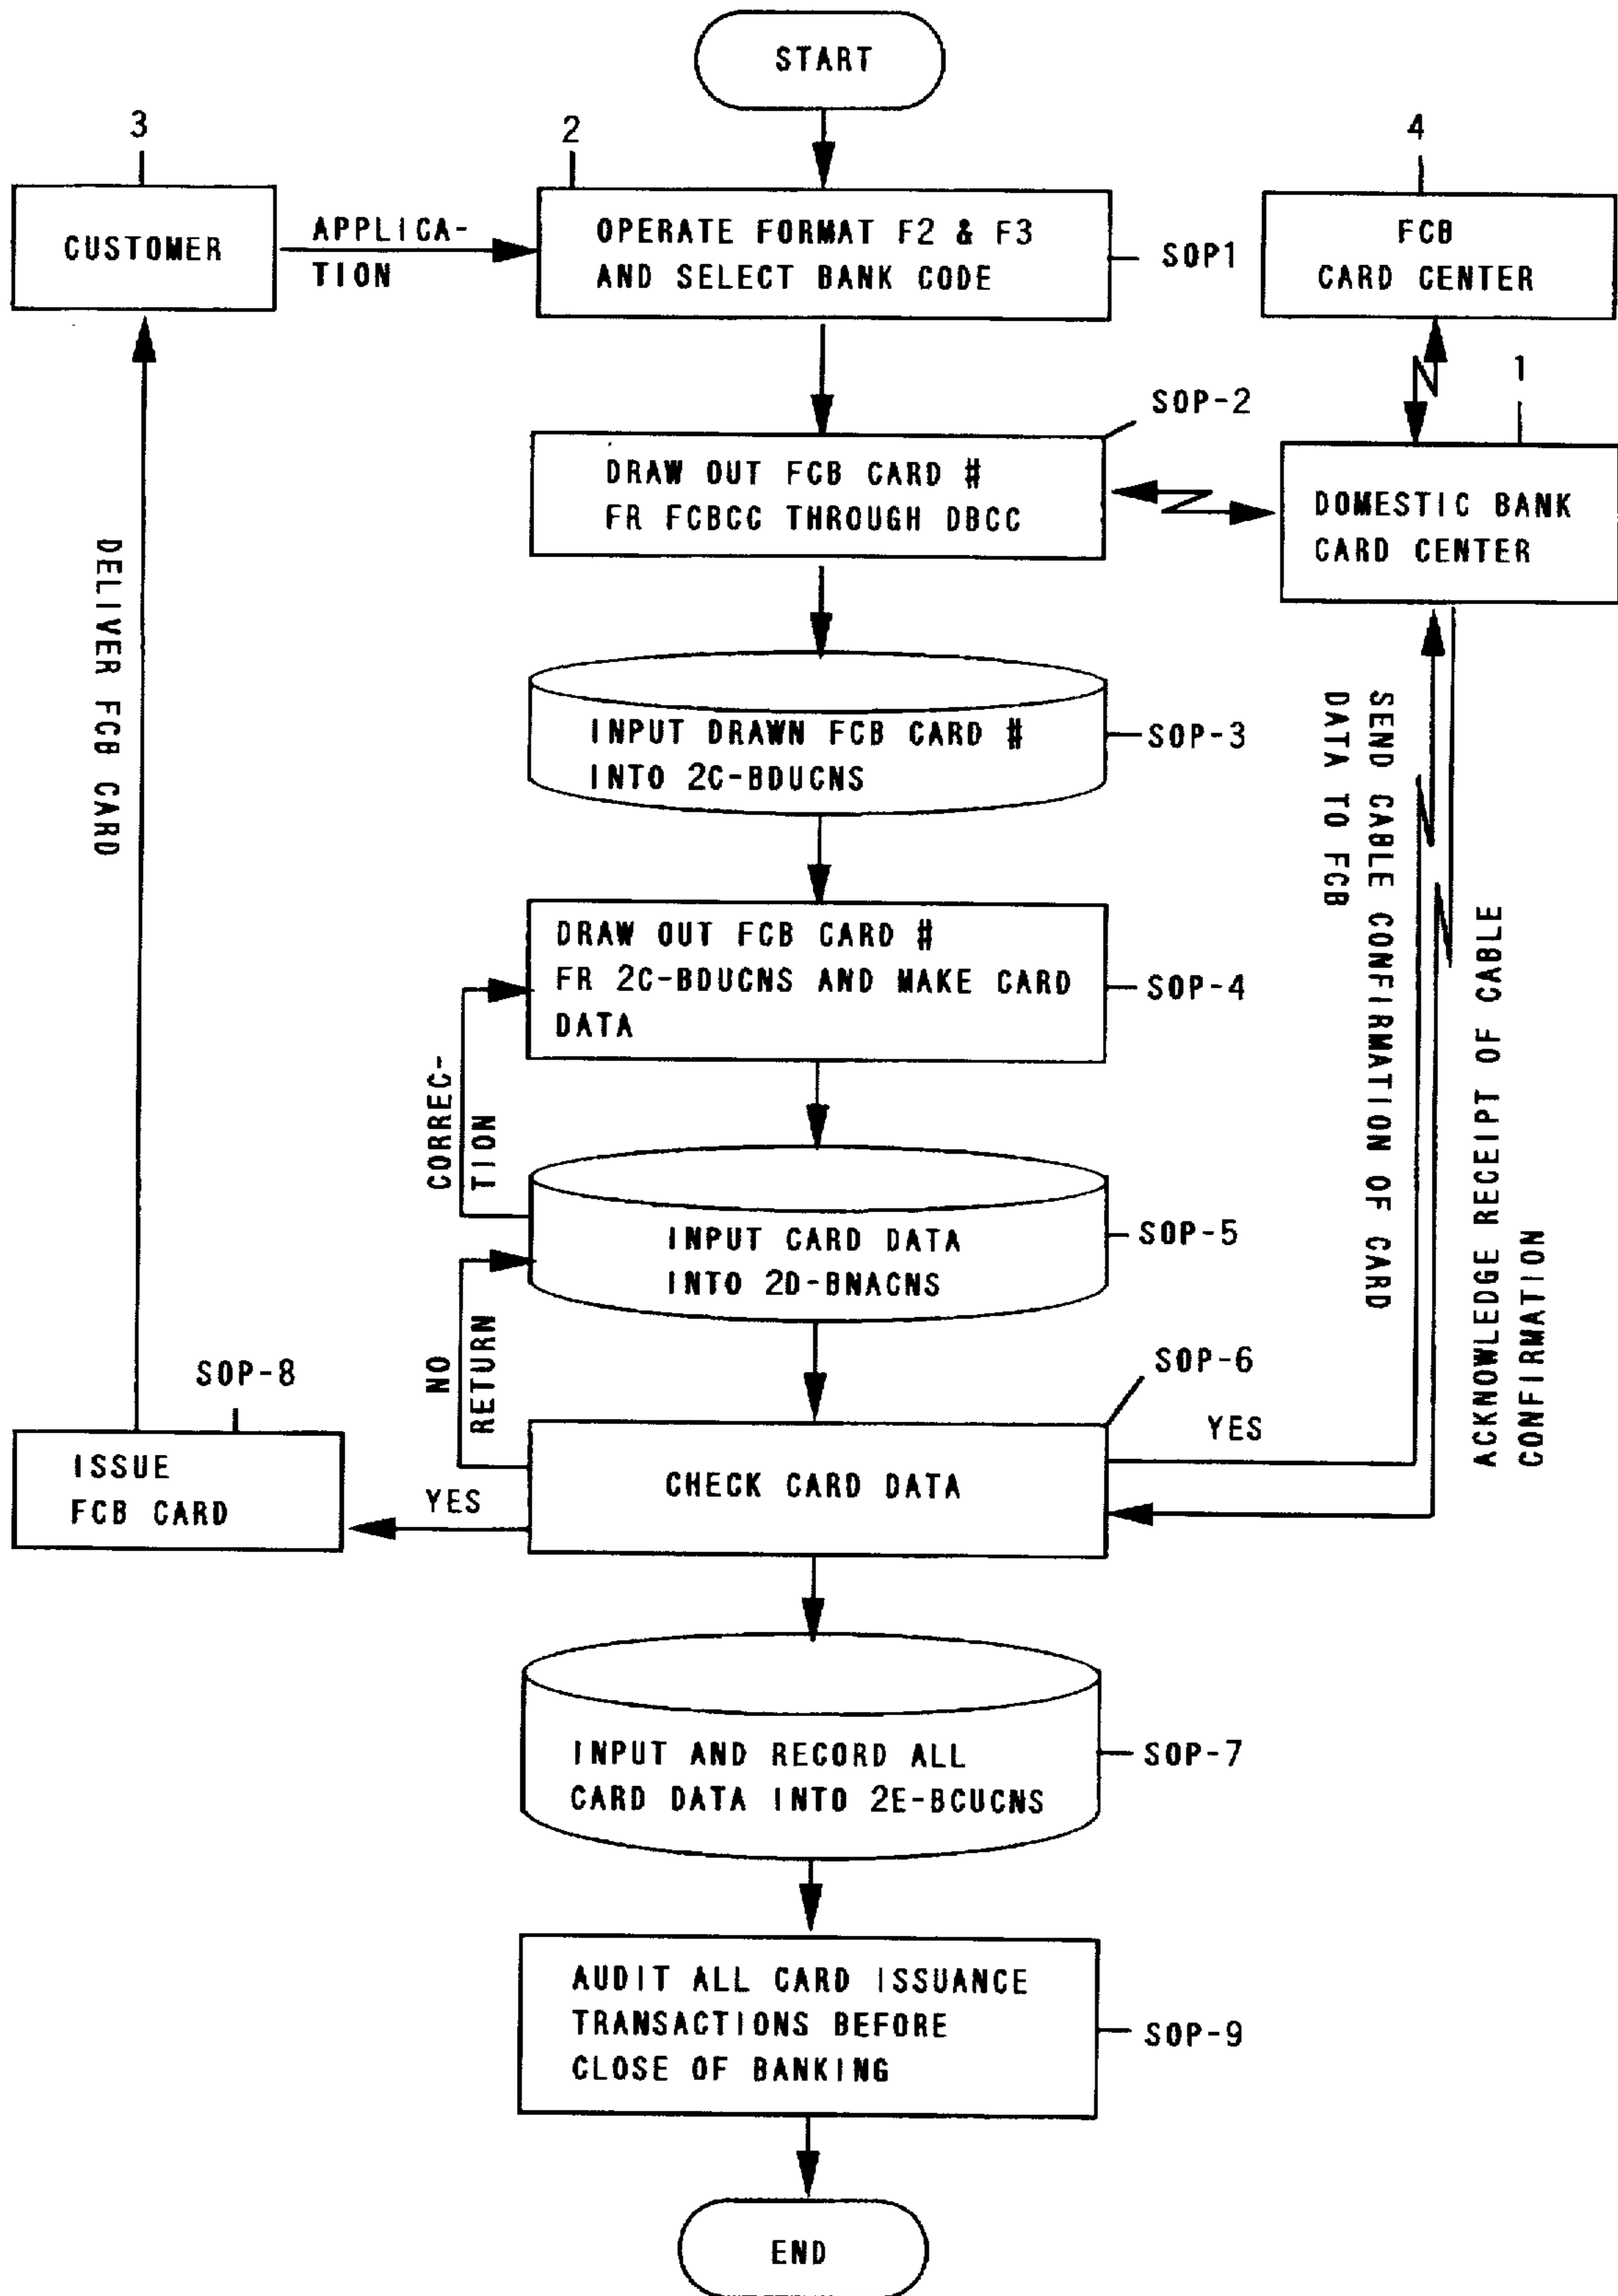 START
3
2
4
CUSTOMER
APPLICA-
TION
OPERATE FORMAT F2 & F3
AND SELECT BANK CODE
SOP1
FCB
CARD CENTER
1
SOP-2
DRAW OUT FCB CARD #
FR FCBCC THROUGH DBCC
DOMESTIC BANK
CARD CENTER
DELIVER FCB CARD
INPUT DRAWN FCB CARD #
INTO 2C-BDUCNS
SOP-3
SEND CABLE CONFIRMATION OF CARD
DATA TO FCB
ACKNOWLEDGE RECEIPT OF CABLE
CONFIRMATION
DRAW OUT FCB CARD #
FR 2C-BDUCNS AND MAKE CARD
DATA
SOP-4
CORREC-
TION
INPUT CARD DATA
INTO 2D-BNACNS
SOP-5
NO
RETURN
SOP-6
SOP-8
ISSUE
FCB CARD
YES
CHECK CARD DATA
YES
INPUT AND RECORD ALL
CARD DATA INTO 2E-BCUCNS
SOP-7
AUDIT ALL CARD ISSUANCE
TRANSACTIONS BEFORE
CLOSE OF BANKING
SOP-9
END